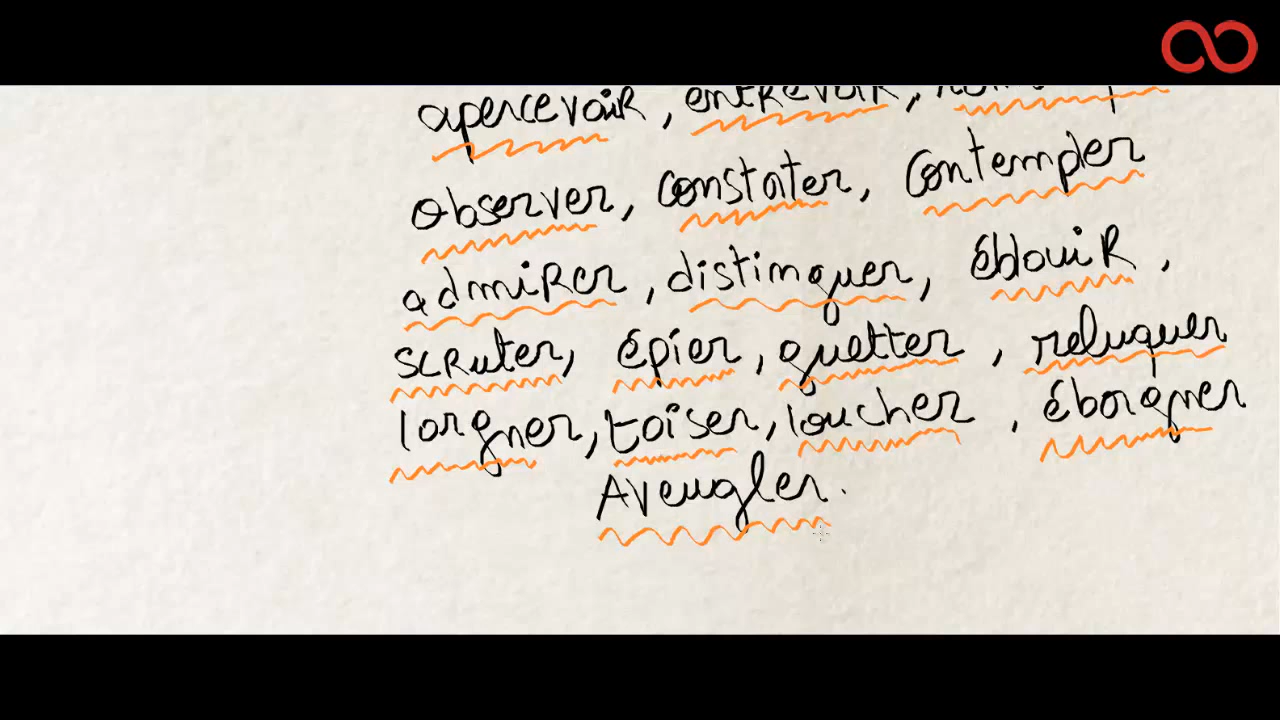 apercevoir, entrevoir,
observer, constater, contempler
admirer, distinguer, éblouir,
scruter, épier, guetter, reluquer
lorgner, toiser, loucher, éborgner
Aveugler.